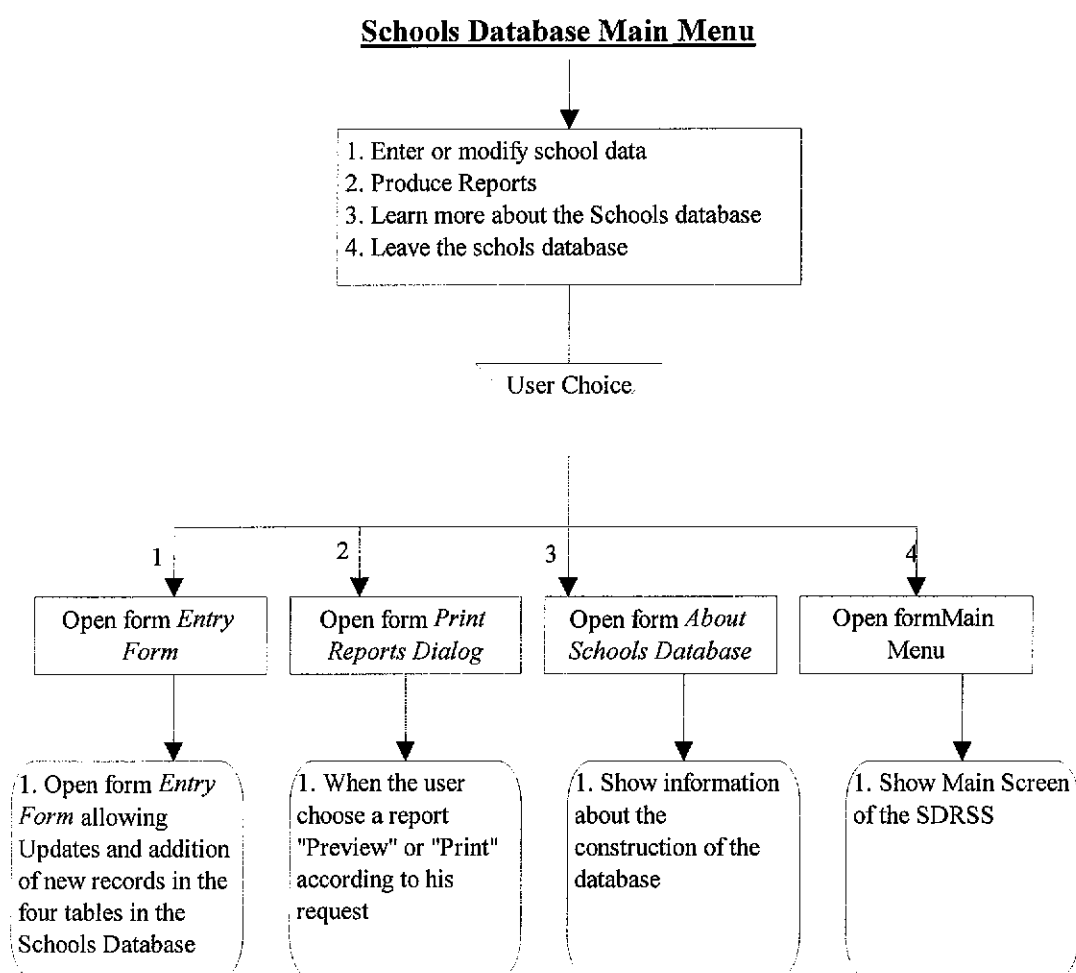 Schools Database Main Menu
1. Enter or modify school data
2. Produce Reports
3. Learn more about the Schools database
4. Leave the schols database
User Choice
1
2
3
4
Open form Entry
Form
Open form Print
Reports Dialog
Open form About
Schools Database
Open formMain
Menu
1. Open form Entry
Form allowing
Updates and addition
of new records in the
four tables in the
Schools Database
1. When the user
choose a report
"Preview" or "Print"
according to his
request
1. Show information
about the
construction of the
database
1. Show Main Screen
of the SDRSS